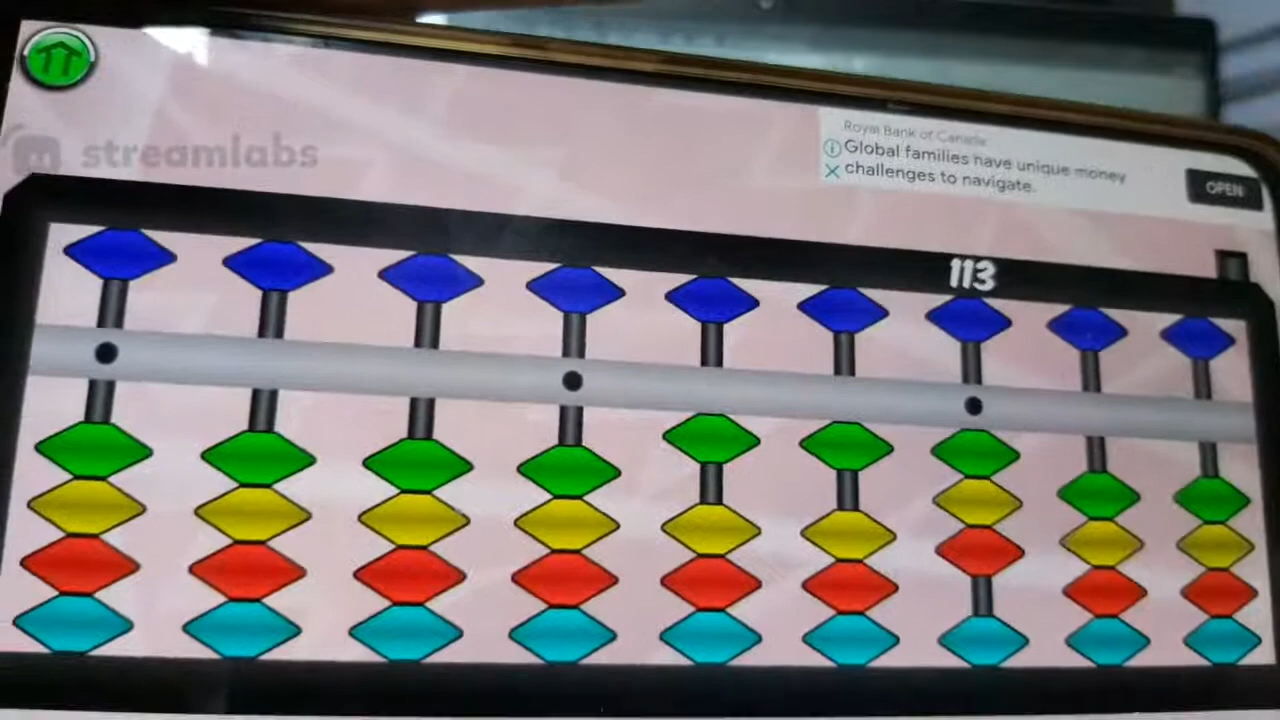 streamlabs
Royal Bank of Canada
Global families have unique money
challenges to navigate.
OPEN
113